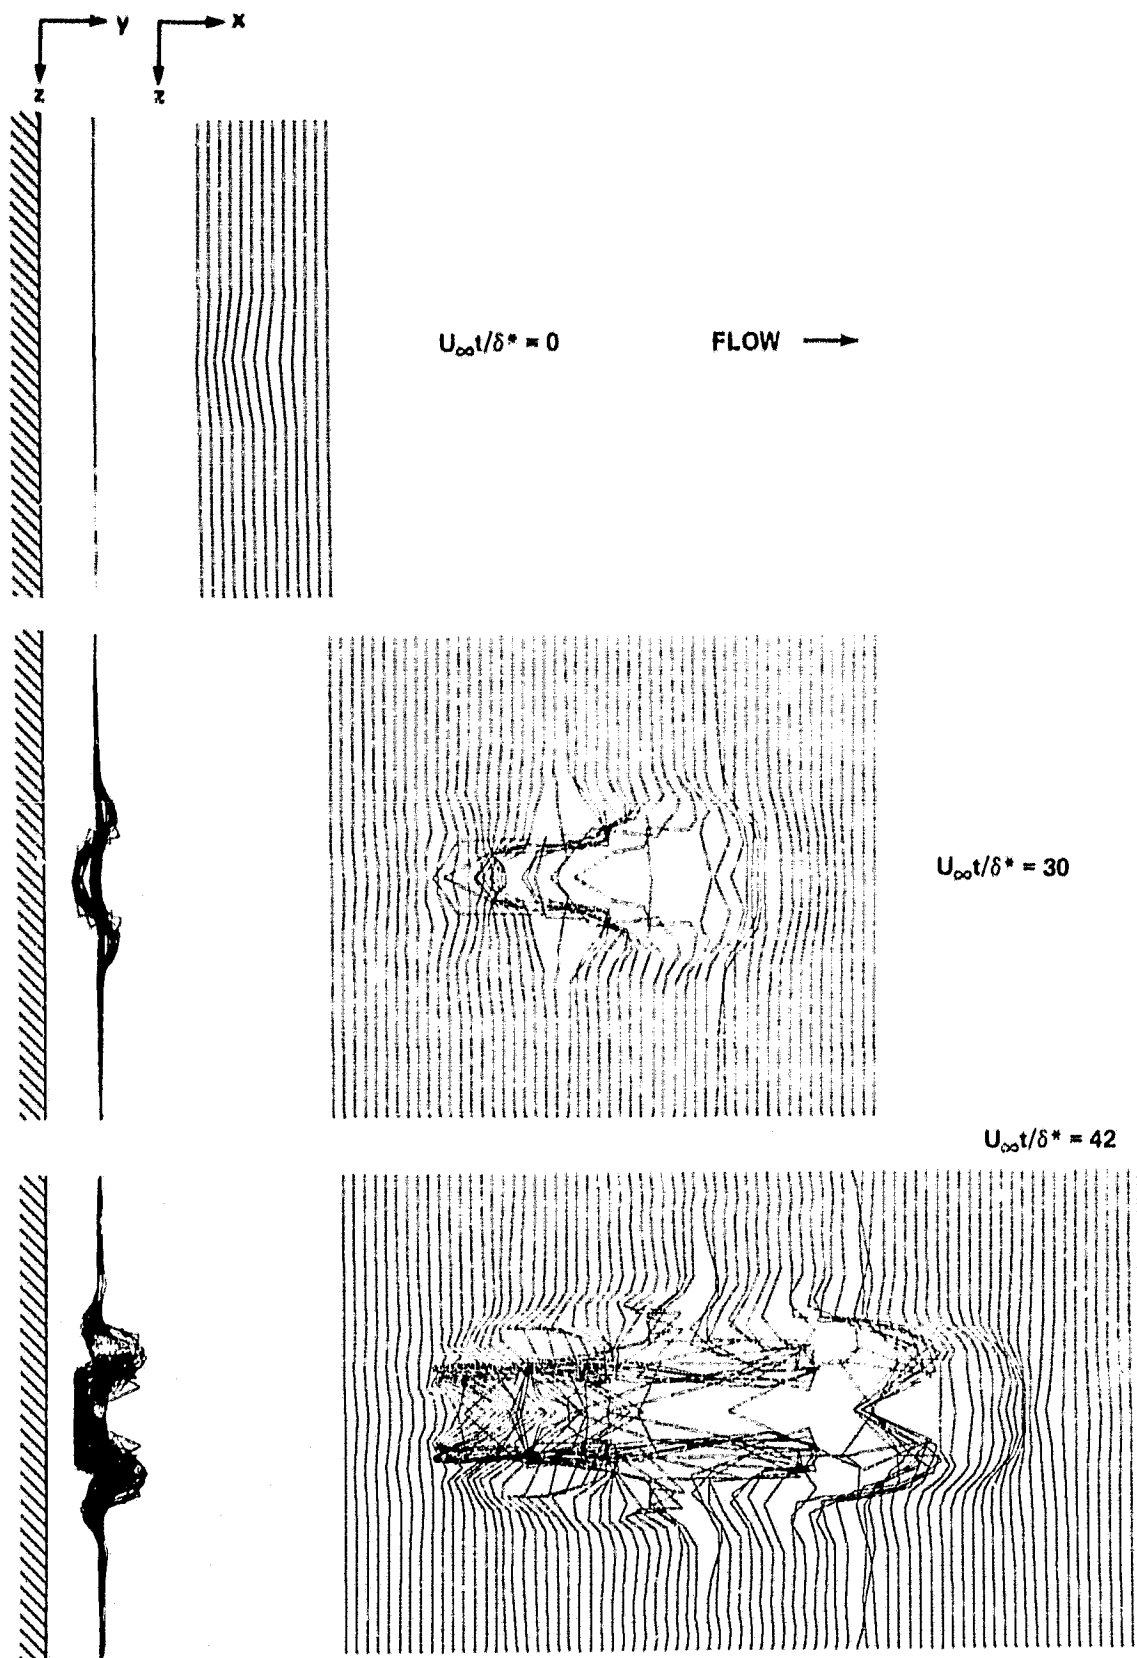 y
x
z
z
U∞t/δ* = 0
FLOW
U∞t/δ* = 30
U∞t/δ* = 42